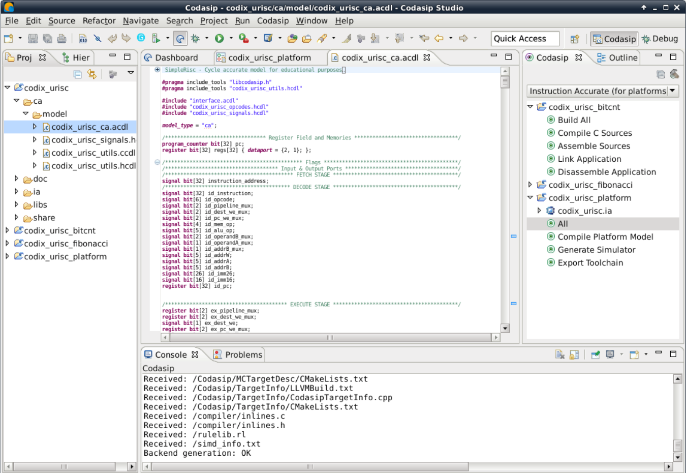 codix_urisc/ca/model/codix_urisc_ca.acdl - Codasip Studio
File Edit Source Refactor Navigate Search Project Run Codasip Window Help
Quick Access
Codasip
Debug
Proj
Hier
codix_urisc
ca
model
codix_urisc_ca.acdl
codix_urisc_signals.h
codix_urisc_utils.ccdl
codix_urisc_utils.hcdl
doc
ia
libs
share
codix_urisc_bitcnt
codix_urisc_fibonacci
codix_urisc_platform
Dashboard
codix_urisc_platform
codix_urisc_ca.acdl
SimpleRisc - Cycle accurate model for educational purposes
#pragma include_tools "libcodasip.h"
#pragma include_tools "codix_urisc_utils.hcdl"
#include "interface.acdl"
#include "codix_urisc_opcodes.hcdl"
#include "codix_urisc_signals.hcdl"
model_type = "ca";
/********************************** Register Field and Memories **********************************/
program_counter bit[32] pc;
register bit[32] regs[32] { dataport = {2, 1}; };
/********************************** Flags **********************************/
Input & Output Ports
FETCH STAGE
signal bit[32] instruction_address;
DECODE STAGE
signal bit[32] id_instruction;
signal bit[6] id_opcode;
signal bit[2] id_pipeline_mux;
signal bit[2] id_dest_we_mux;
signal bit[2] id_pc_we_mux;
signal bit[4] id_mem_op;
signal bit[5] id_alu_op;
signal bit[2] id_operandB_mux;
signal bit[1] id_operandA_mux;
signal bit[1] id_addrB_mux;
signal bit[5] id_addrW;
signal bit[5] id_addrA;
signal bit[5] id_addrB;
signal bit[26] id_imm26;
signal bit[16] id_imm16;
register bit[32] id_pc;
/********************************** EXECUTE STAGE **********************************/
register bit[2] ex_pipeline_mux;
register bit[2] ex_dest_we_mux;
signal bit[1] ex_dest_we;
register bit[2] ex_pc_we_mux;
Codasip
Outline
Instruction Accurate (for platforms)
codix_urisc_bitcnt
Build All
Compile C Sources
Assemble Sources
Link Application
Disassemble Application
codix_urisc_fibonacci
codix_urisc_platform
codix_urisc.ia
All
Compile Platform Model
Generate Simulator
Export Toolchain
Console
Problems
Codasip
Received: /Codasip/MCTargetDesc/CMakeLists.txt
Received: /Codasip/TargetInfo/LLVMBuild.txt
Received: /Codasip/TargetInfo/CodasipTargetInfo.cpp
Received: /Codasip/TargetInfo/CMakeLists.txt
Received: /compiler/inlines.c
Received: /compiler/inlines.h
Received: /rulelib.rl
Received: /simd_info.txt
Backend generation: OK